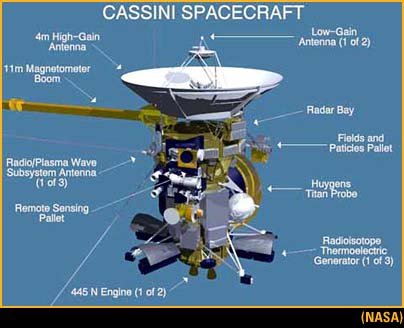 CASSINI SPACECRAFT
4m High-Gain
Antenna
Low-Gain
Antenna (1 of 2)
11m Magnetometer
Boom
Radar Bay
Fields and
Paticles Pallet
Radio/Plasma Wave
Subsystem Antenna
(1 of 3)
Huygens
Titan Probe
Remote Sensing
Pallet
Radioisotope
Thermoelectric
Generator (1 of 3)
445 N Engine (1 of 2)
(NASA)